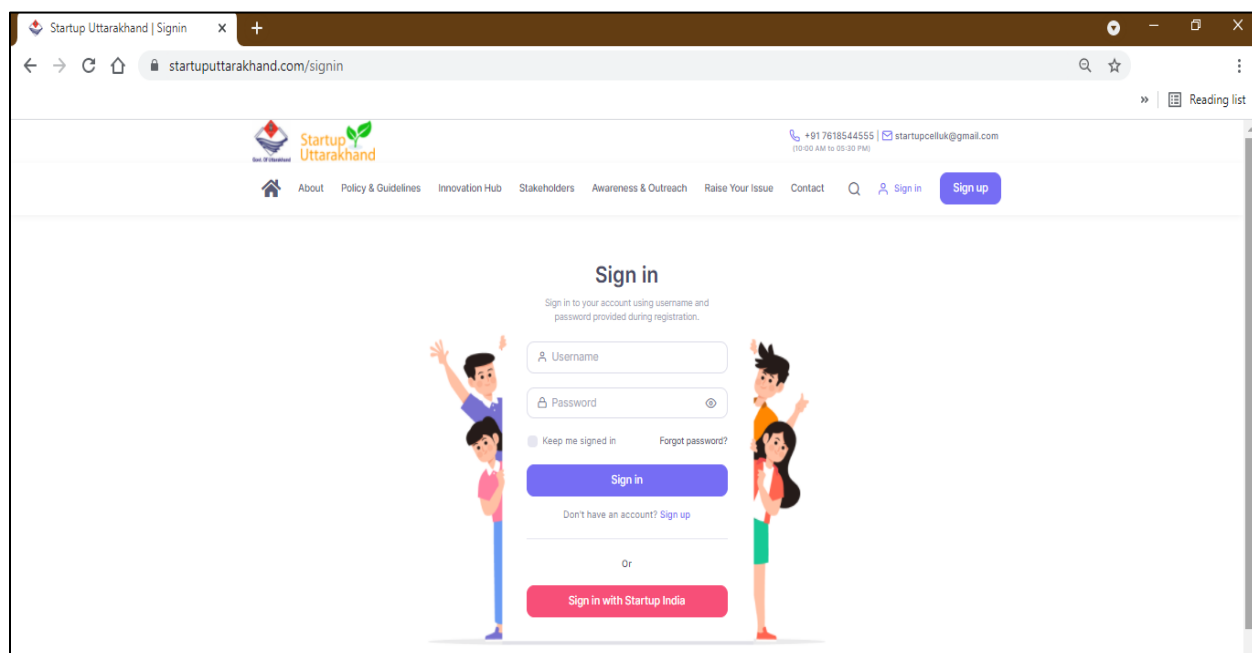 Startup Uttarakhand | Signin
startuputtarakhand.com/signin
» Reading list
Startup
Uttarakhand
Govt. Of Uttarakhand
+91 7618544555 | startupcelluk@gmail.com
(10:00 AM to 05:30 PM)
About Policy & Guidelines Innovation Hub Stakeholders Awareness & Outreach Raise Your Issue Contact Sign in Sign up
Sign in
Sign in to your account using username and
password provided during registration.
Username
Password
Keep me signed in Forgot password?
Sign in
Don't have an account? Sign up
Or
Sign in with Startup India